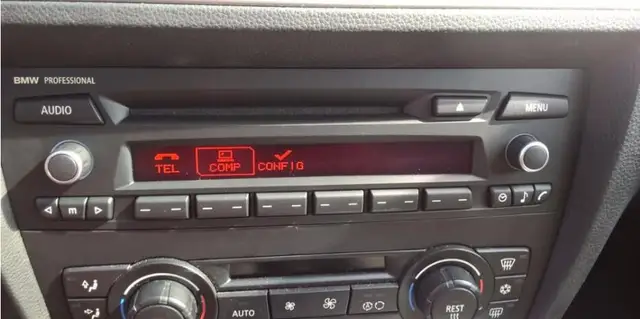 BMW PROFESSIONAL
AUDIO
MENU
TEL COMP CONFIG
m
AUTO
REST